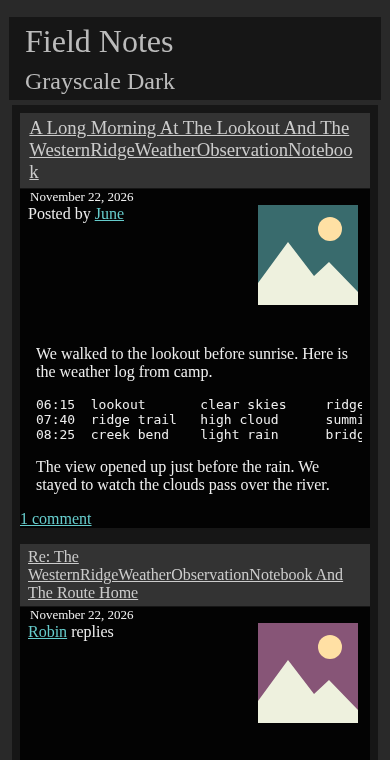 Field Notes
Grayscale Dark
A Long Morning At The Lookout And The
WesternRidgeWeatherObservationNoteboo
k
November 22, 2026
Posted by June
We walked to the lookout before sunrise. Here is
the weather log from camp.
06:15  lookout       clear skies     ridge
07:40  ridge trail   high cloud      summi
08:25  creek bend    light rain      bridg
The view opened up just before the rain. We
stayed to watch the clouds pass over the river.
1 comment
Re: The
WesternRidgeWeatherObservationNotebook And
The Route Home
November 22, 2026
Robin replies